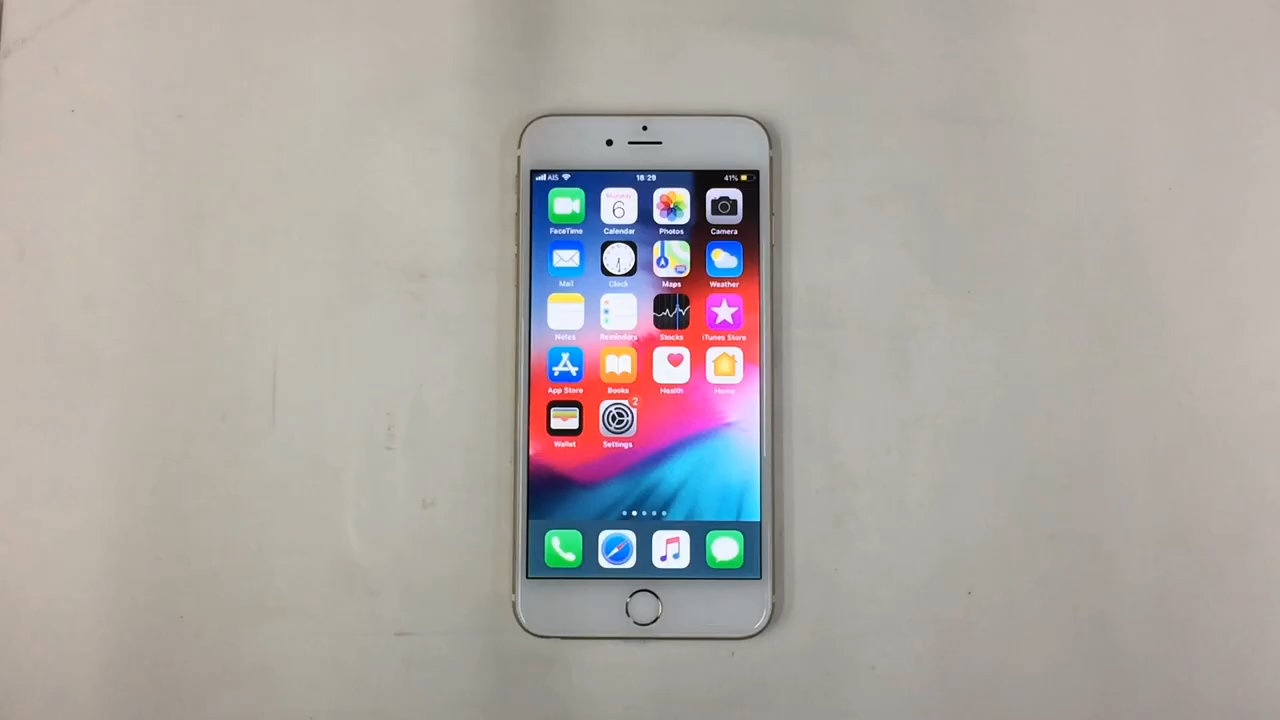 AIS 18:29 41%
Monday
6
FaceTime Calendar Photos Camera
Mail Clock Maps Weather
Notes Reminders Stocks iTunes Store
App Store Books Health Home
2
Wallet Settings